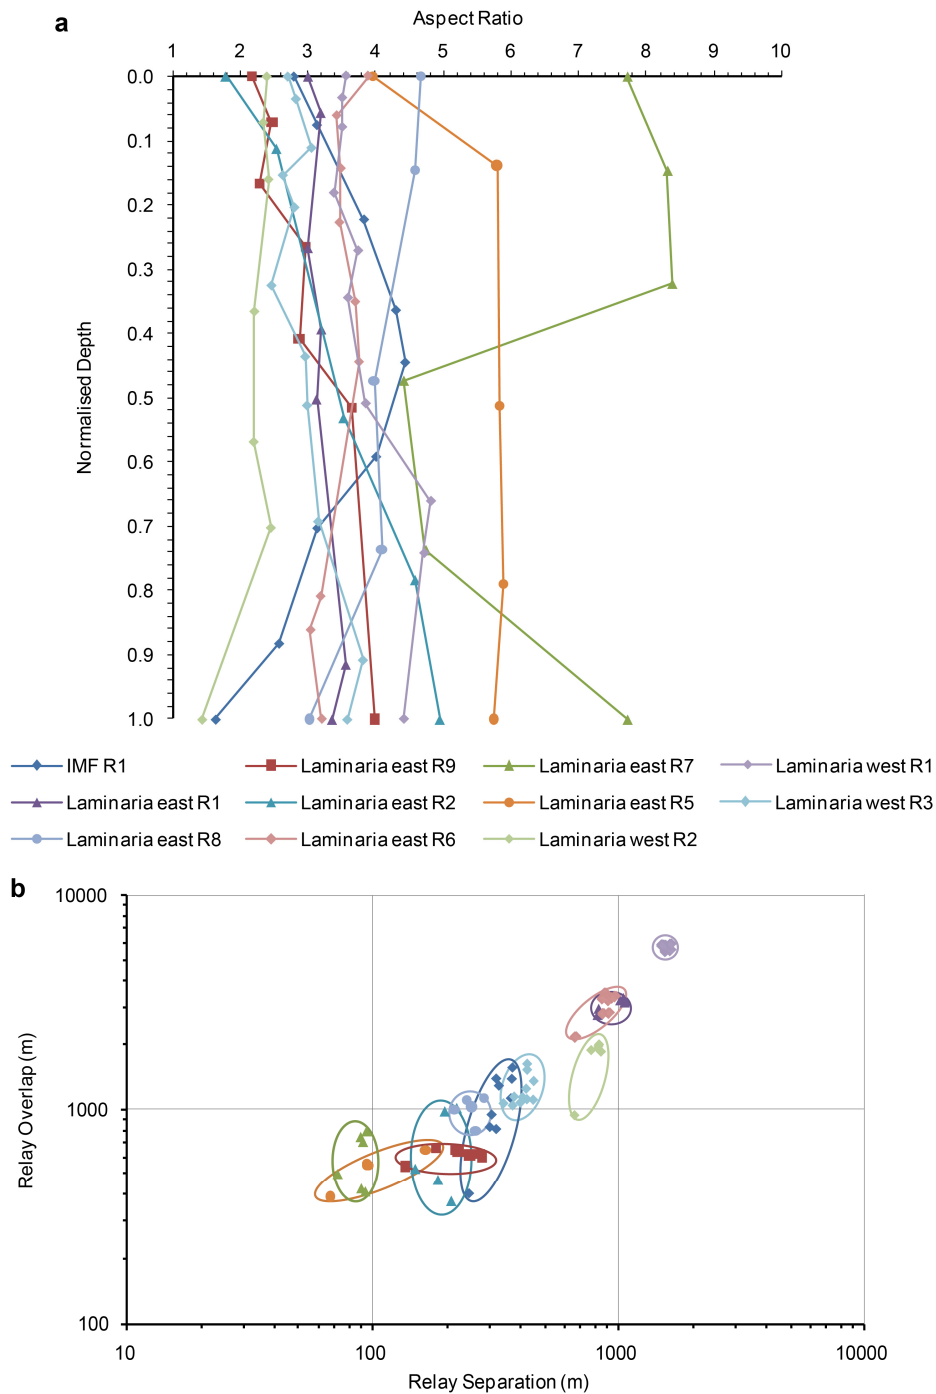 a
Aspect Ratio
1 2 3 4 5 6 7 8 9 10
0.0
0.1
0.2
0.3
0.4
0.5
0.6
0.7
0.8
0.9
1.0
Normalised Depth
IMF R1 Laminaria east R9 Laminaria east R7 Laminaria west R1
Laminaria east R1 Laminaria east R2 Laminaria east R5 Laminaria west R3
Laminaria east R8 Laminaria east R6 Laminaria west R2
b
10000
1000
100
Relay Overlap (m)
10 100 1000 10000
Relay Separation (m)